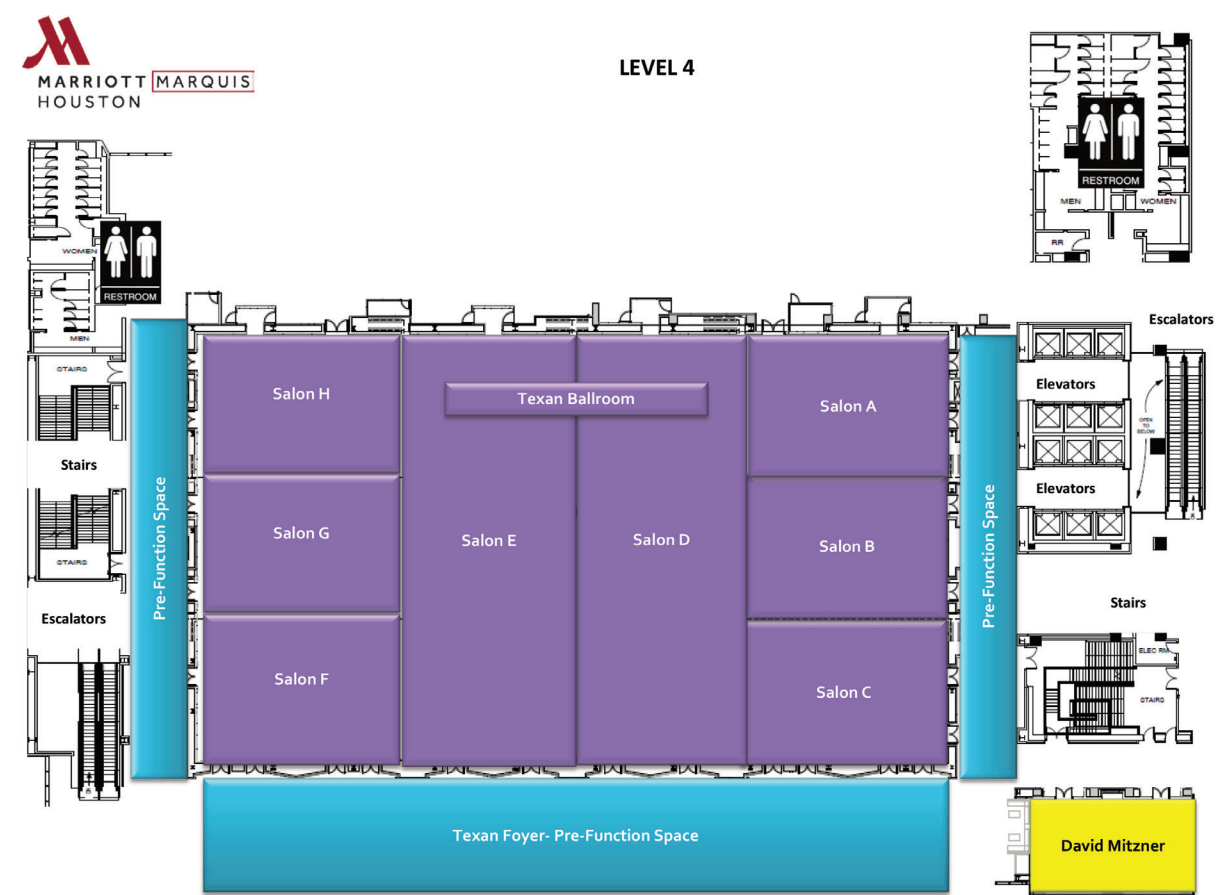 MARRIOTT MARQUIS
HOUSTON
LEVEL 4
RESTROOM
MEN
WOMEN
RR
WOMEN
RESTROOM
MEN
STAIRS
Stairs
STAIRS
Escalators
Pre-Function Space
Salon H
Texan Ballroom
Salon A
Salon G
Salon E
Salon D
Salon B
Salon F
Salon C
Pre-Function Space
Escalators
Elevators
OPEN
TO
BELOW
Elevators
Stairs
ELEC RM
STAIRS
Texan Foyer- Pre-Function Space
David Mitzner